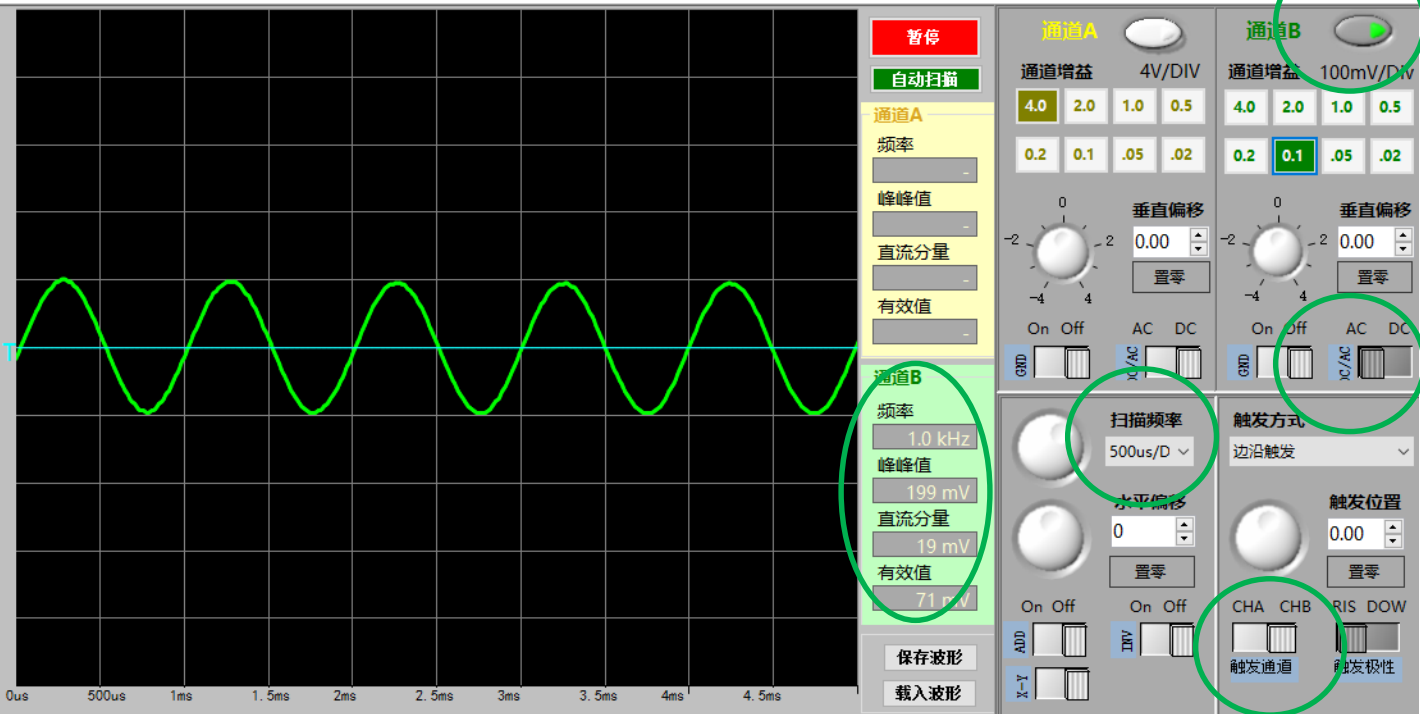 T
0us 500us 1ms 1.5ms 2ms 2.5ms 3ms 3.5ms 4ms 4.5ms
暂停
自动扫描
通道A
频率
-
峰峰值
-
直流分量
-
有效值
-
通道B
频率
1.0 kHz
峰峰值
199 mV
直流分量
19 mV
有效值
71 mV
保存波形
载入波形
通道A
通道增益 4V/DIV
4.0 2.0 1.0 0.5
0.2 0.1 .05 .02
0
-2 2
-4 4
垂直偏移
0.00
置零
On Off AC DC
GND DC/AC
通道B
通道增益 100mV/DIV
4.0 2.0 1.0 0.5
0.2 0.1 .05 .02
0
-2 2
-4 4
垂直偏移
0.00
置零
On Off AC DC
GND DC/AC
扫描频率
500us/D
水平偏移
0
置零
On Off On Off
ADD INV
X-Y
触发方式
边沿触发
触发位置
0.00
置零
CHA CHB RIS DOW
触发通道 触发极性